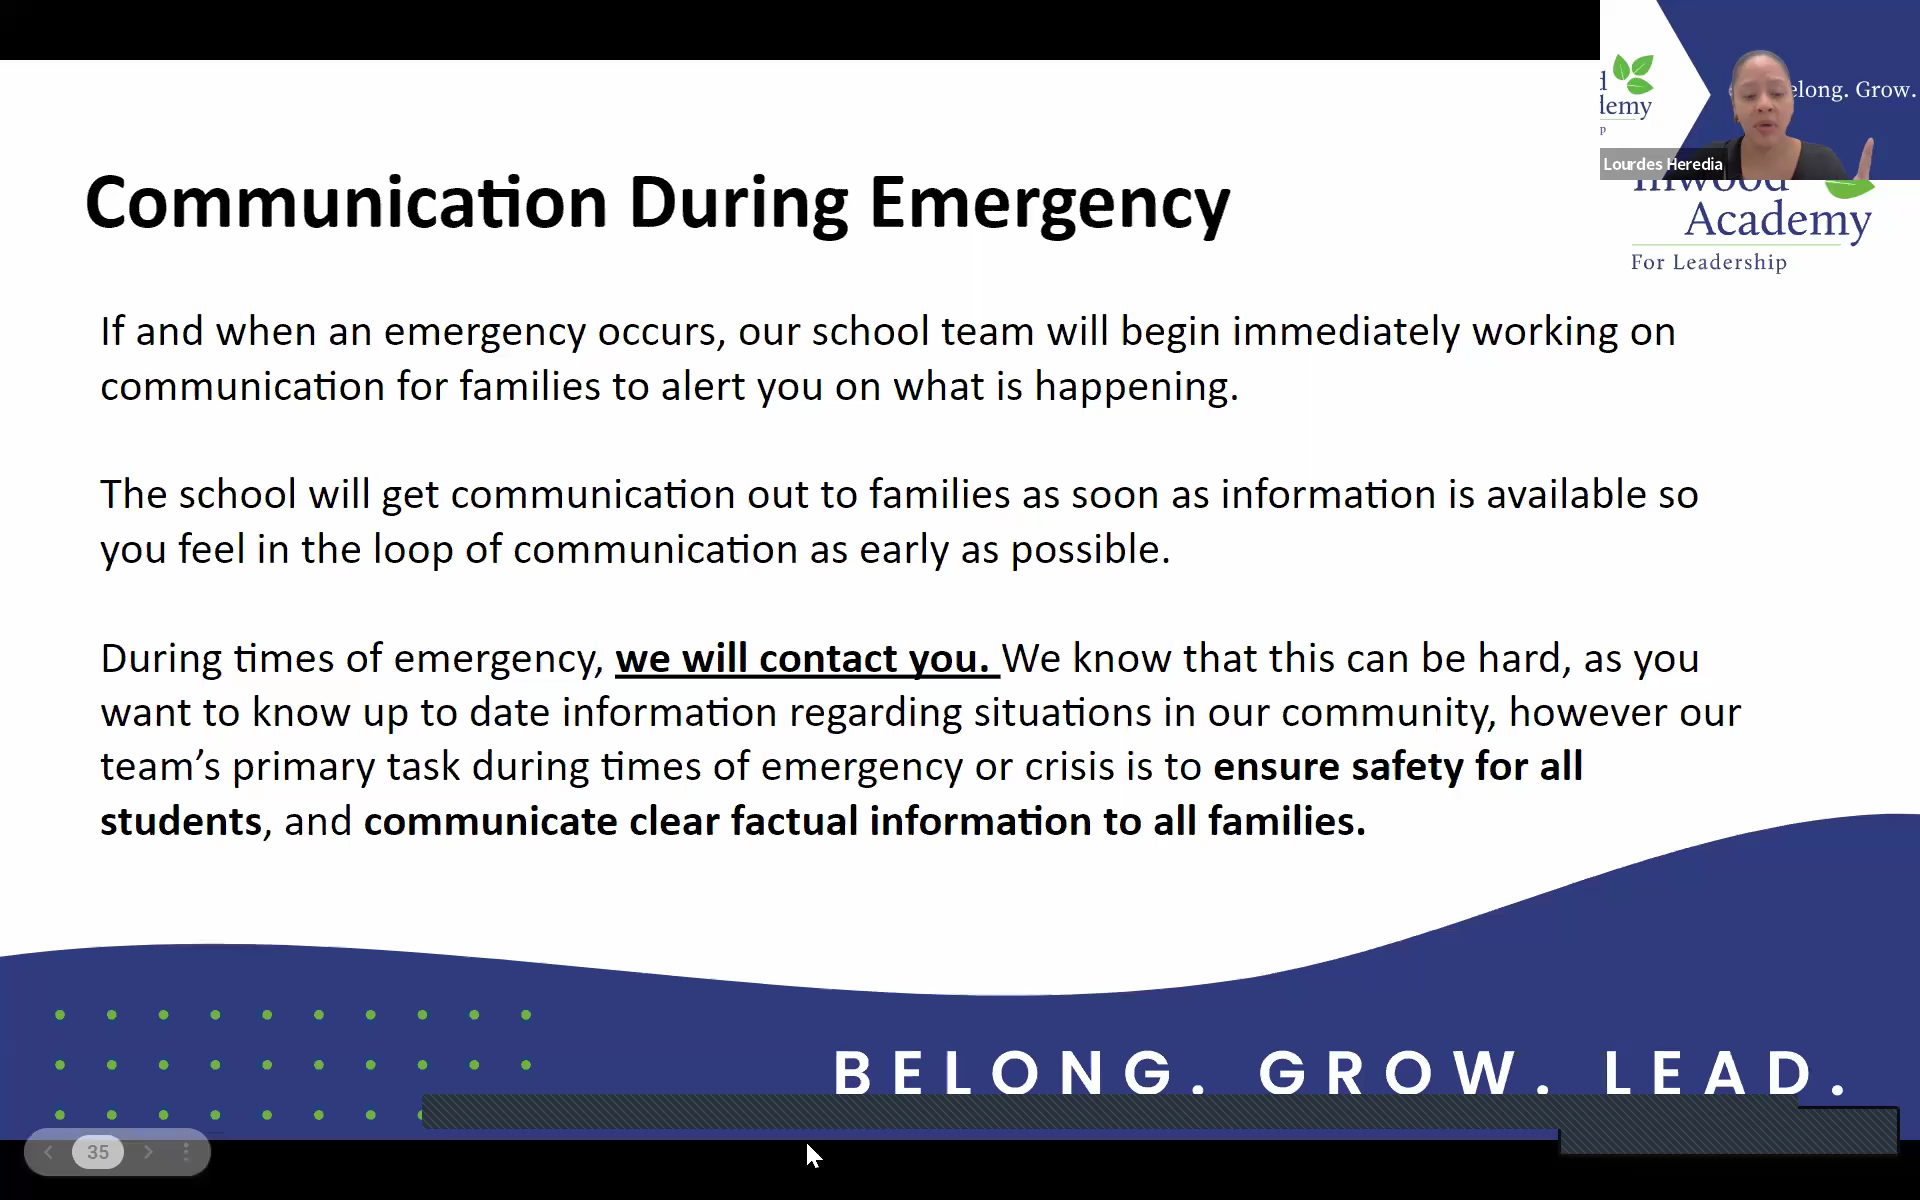 d
demy
p
elong. Grow.
Lourdes Heredia
Communication During Emergency
Inwood
Academy
For Leadership
If and when an emergency occurs, our school team will begin immediately working on
communication for families to alert you on what is happening.
The school will get communication out to families as soon as information is available so
you feel in the loop of communication as early as possible.
During times of emergency, we will contact you. We know that this can be hard, as you
want to know up to date information regarding situations in our community, however our
team’s primary task during times of emergency or crisis is to ensure safety for all
students, and communicate clear factual information to all families.
BELONG. GROW. LEAD.
35